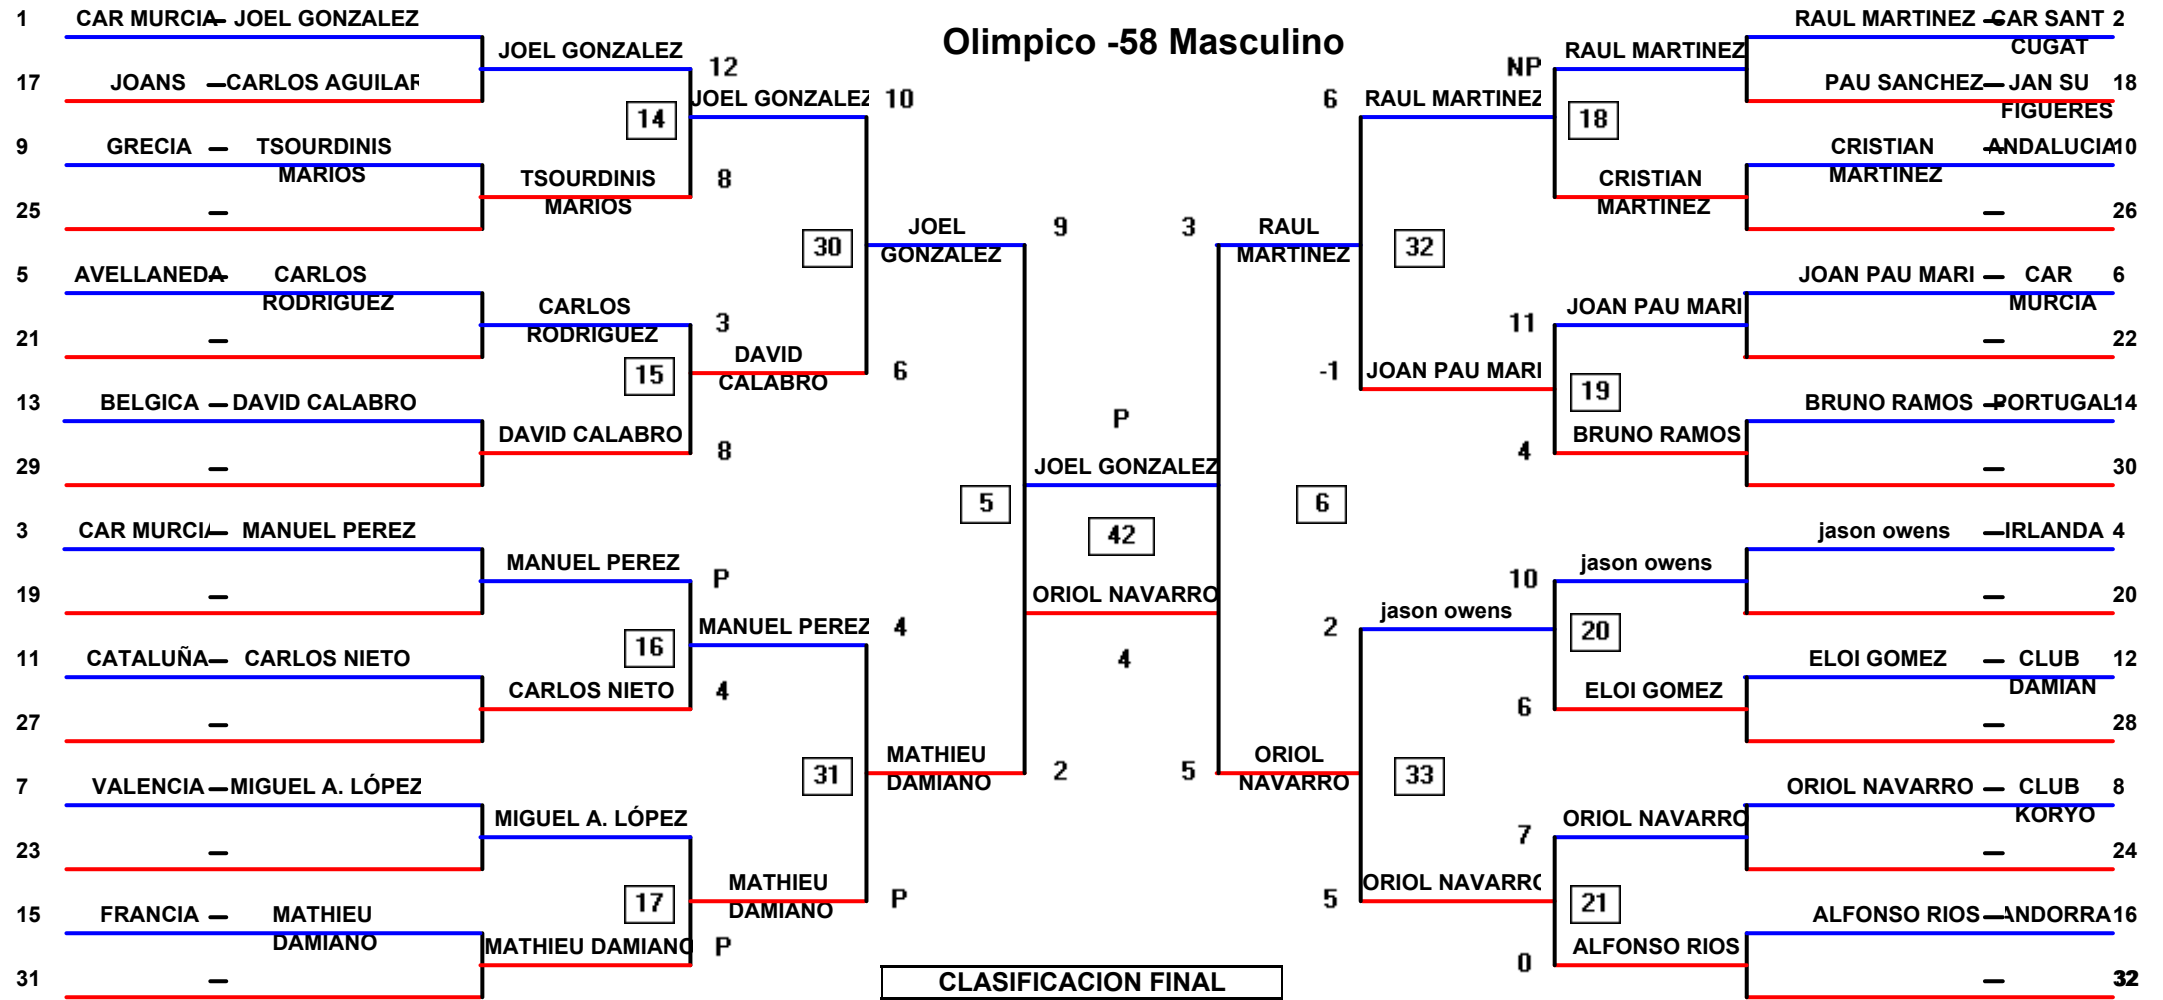 Olimpico -58 Masculino
1 CAR MURCIA – JOEL GONZALEZ
17 JOANS – CARLOS AGUILAR
9 GRECIA – TSOURDINIS
MARIOS
25 –
5 AVELLANEDA – CARLOS
RODRIGUEZ
21 –
13 BELGICA – DAVID CALABRO
29 –
3 CAR MURCIA – MANUEL PEREZ
19 –
11 CATALUÑA – CARLOS NIETO
27 –
7 VALENCIA – MIGUEL A. LÓPEZ
23 –
15 FRANCIA – MATHIEU
DAMIANO
31 –
JOEL GONZALEZ 12
14
TSOURDINIS 8
MARIOS
CARLOS 3
RODRIGUEZ
15
DAVID CALABRO 8
MANUEL PEREZ P
16
CARLOS NIETO 4
MIGUEL A. LÓPEZ
17
MATHIEU DAMIANO P
JOEL GONZALEZ 10
30
DAVID 6
CALABRO
MANUEL PEREZ 4
31
MATHIEU P
DAMIANO
JOEL 9
GONZALEZ
5
MATHIEU 2
DAMIANO
P
JOEL GONZALEZ
42
ORIOL NAVARRO
4
3 RAUL
MARTINEZ
6
5 ORIOL
NAVARRO
6 RAUL MARTINEZ
32
-1 JOAN PAU MARI
2 jason owens
33
5 ORIOL NAVARRO
NP RAUL MARTINEZ
18
CRISTIAN
MARTINEZ
11 JOAN PAU MARI
19
4 BRUNO RAMOS
10 jason owens
20
6 ELOI GOMEZ
7 ORIOL NAVARRO
21
0 ALFONSO RIOS
RAUL MARTINEZ – CAR SANT 2
CUGAT
PAU SANCHEZ – JAN SU 18
FIGUERES
CRISTIAN – ANDALUCIA 10
MARTINEZ
– 26
JOAN PAU MARI – CAR 6
MURCIA
– 22
BRUNO RAMOS – PORTUGAL 14
– 30
jason owens – IRLANDA 4
– 20
ELOI GOMEZ – CLUB 12
DAMIAN
– 28
ORIOL NAVARRO – CLUB 8
KORYO
– 24
ALFONSO RIOS – ANDORRA 16
– 32
CLASIFICACION FINAL